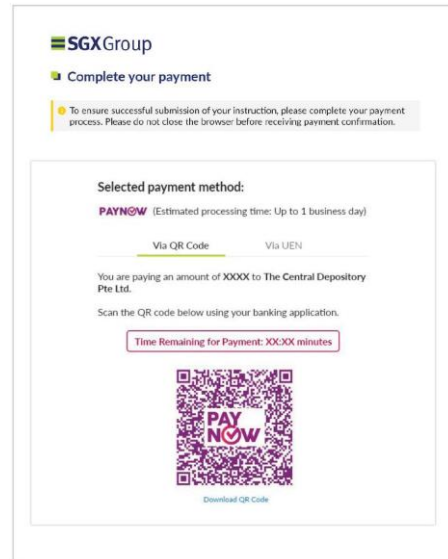 SGX Group
Complete your payment
To ensure successful submission of your instruction, please complete your payment
process. Please do not close the browser before receiving payment confirmation.
Selected payment method:
PAYNOW (Estimated processing time: Up to 1 business day)
Via QR Code Via UEN
You are paying an amount of XXXX to The Central Depository
Pte Ltd.
Scan the QR code below using your banking application.
Time Remaining for Payment: XX:XX minutes
PAY
NOW
Download QR Code